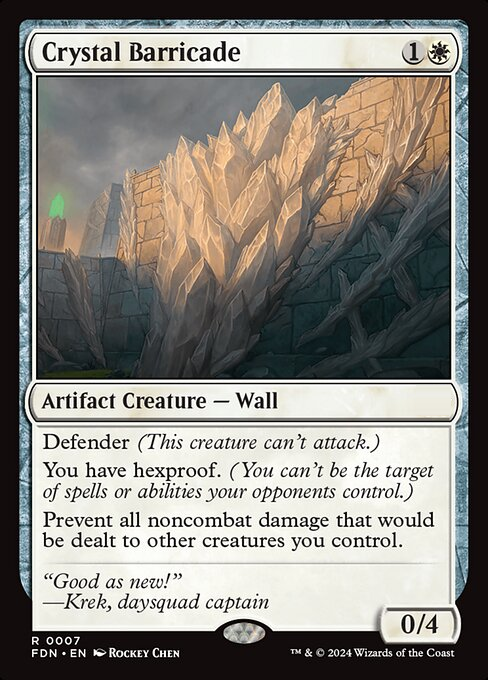 Crystal Barricade 1
Artifact Creature — Wall
Defender (This creature can't attack.)
You have hexproof. (You can't be the target
of spells or abilities your opponents control.)
Prevent all noncombat damage that would
be dealt to other creatures you control.
“Good as new!”
—Krek, daysquad captain
0/4
R 0007
FDN • EN Rockey Chen
™ & © 2024 Wizards of the Coast